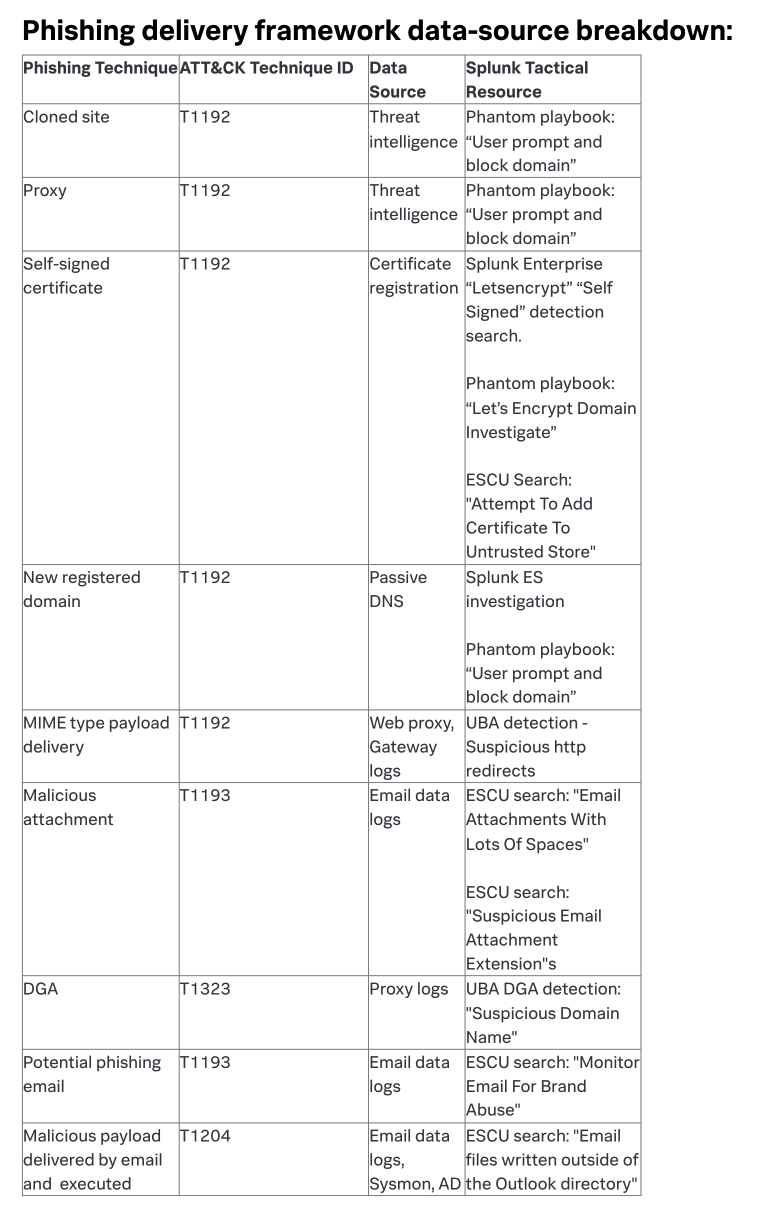 Phishing delivery framework data-source breakdown:
Phishing Technique ATT&CK Technique ID Data Source Splunk Tactical Resource
Cloned site
T1192
Threat
intelligence
Phantom playbook:
“User prompt and
block domain”
Proxy
T1192
Threat
intelligence
Phantom playbook:
“User prompt and
block domain”
Self-signed
certificate
T1192
Certificate
registration
Splunk Enterprise
“Letsencrypt” “Self
Signed” detection
search.
Phantom playbook:
“Let’s Encrypt Domain
Investigate”
ESCU Search:
"Attempt To Add
Certificate To
Untrusted Store"
New registered
domain
T1192
Passive
DNS
Splunk ES
investigation
Phantom playbook:
“User prompt and
block domain”
MIME type payload
delivery
T1192
Web proxy,
Gateway
logs
UBA detection -
Suspicious http
redirects
Malicious
attachment
T1193
Email data
logs
ESCU search: "Email
Attachments With
Lots Of Spaces"
ESCU search:
"Suspicious Email
Attachment
Extension"s
DGA
T1323
Proxy logs
UBA DGA detection:
"Suspicious Domain
Name"
Potential phishing
email
T1193
Email data
logs
ESCU search: "Monitor
Email For Brand
Abuse"
Malicious payload
delivered by email
and executed
T1204
Email data
logs,
Sysmon, AD
ESCU search: "Email
files written outside of
the Outlook directory"